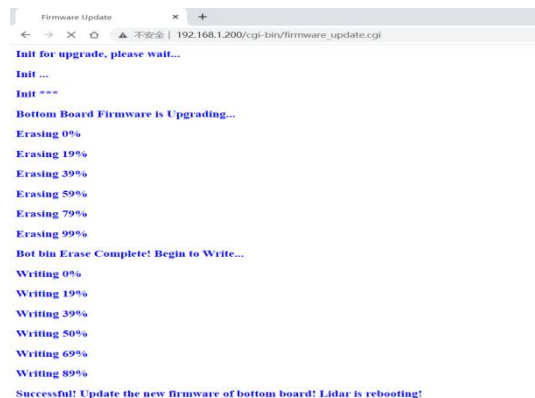 Firmware Update
不安全 | 192.168.1.200/cgi-bin/firmware_update.cgi
Init for upgrade, please wait...
Init ...
Init ***
Bottom Board Firmware is Upgrading...
Erasing 0%
Erasing 19%
Erasing 39%
Erasing 59%
Erasing 79%
Erasing 99%
Bot bin Erase Complete! Begin to Write...
Writing 0%
Writing 19%
Writing 39%
Writing 50%
Writing 69%
Writing 89%
Successful! Update the new firmware of bottom board! Lidar is rebooting!